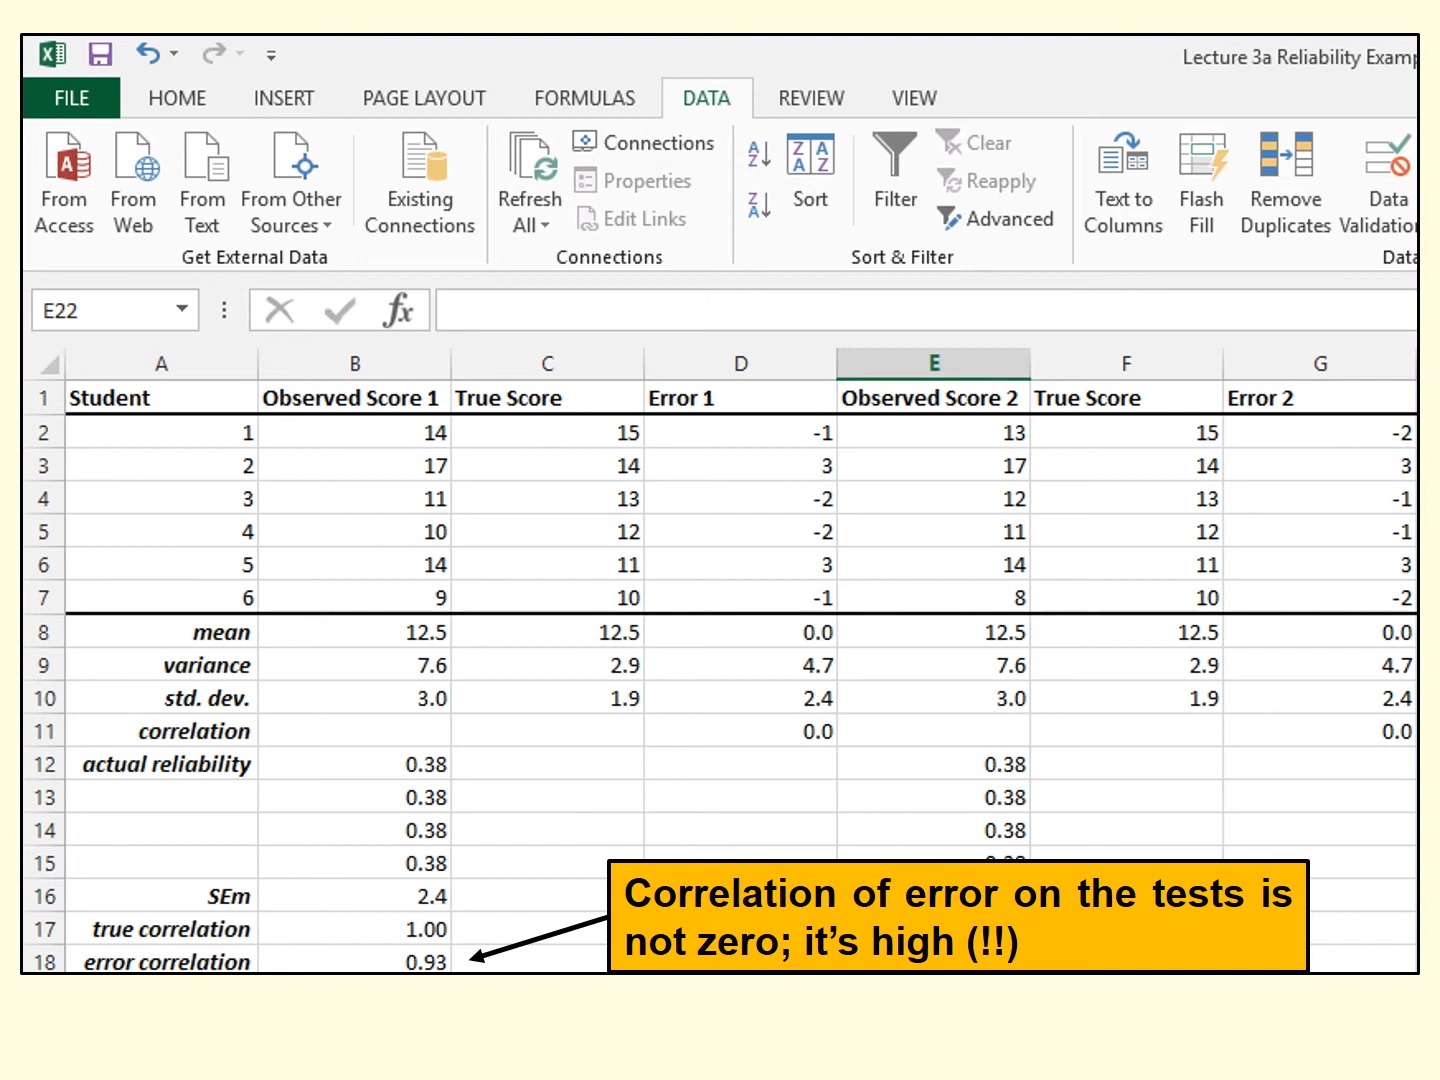 Lecture 3a Reliability Examp
FILE HOME INSERT PAGE LAYOUT FORMULAS DATA REVIEW VIEW
From Access From Web From Text From Other Sources Existing Connections Refresh All Connections Properties Edit Links Sort Filter Clear Reapply Advanced Text to Columns Flash Fill Remove Duplicates Data Validation
Get External Data Connections Sort & Filter Data
E22 fx
A B C D E F G
1 Student Observed Score 1 True Score Error 1 Observed Score 2 True Score Error 2
2 1 14 15 -1 13 15 -2
3 2 17 14 3 17 14 3
4 3 11 13 -2 12 13 -1
5 4 10 12 -2 11 12 -1
6 5 14 11 3 14 11 3
7 6 9 10 -1 8 10 -2
8 mean 12.5 12.5 0.0 12.5 12.5 0.0
9 variance 7.6 2.9 4.7 7.6 2.9 4.7
10 std. dev. 3.0 1.9 2.4 3.0 1.9 2.4
11 correlation 0.0 0.0
12 actual reliability 0.38 0.38
13 0.38 0.38
14 0.38 0.38
15 0.38
16 SEm 2.4
17 true correlation 1.00
18 error correlation 0.93
Correlation of error on the tests is
not zero; it's high (!!)